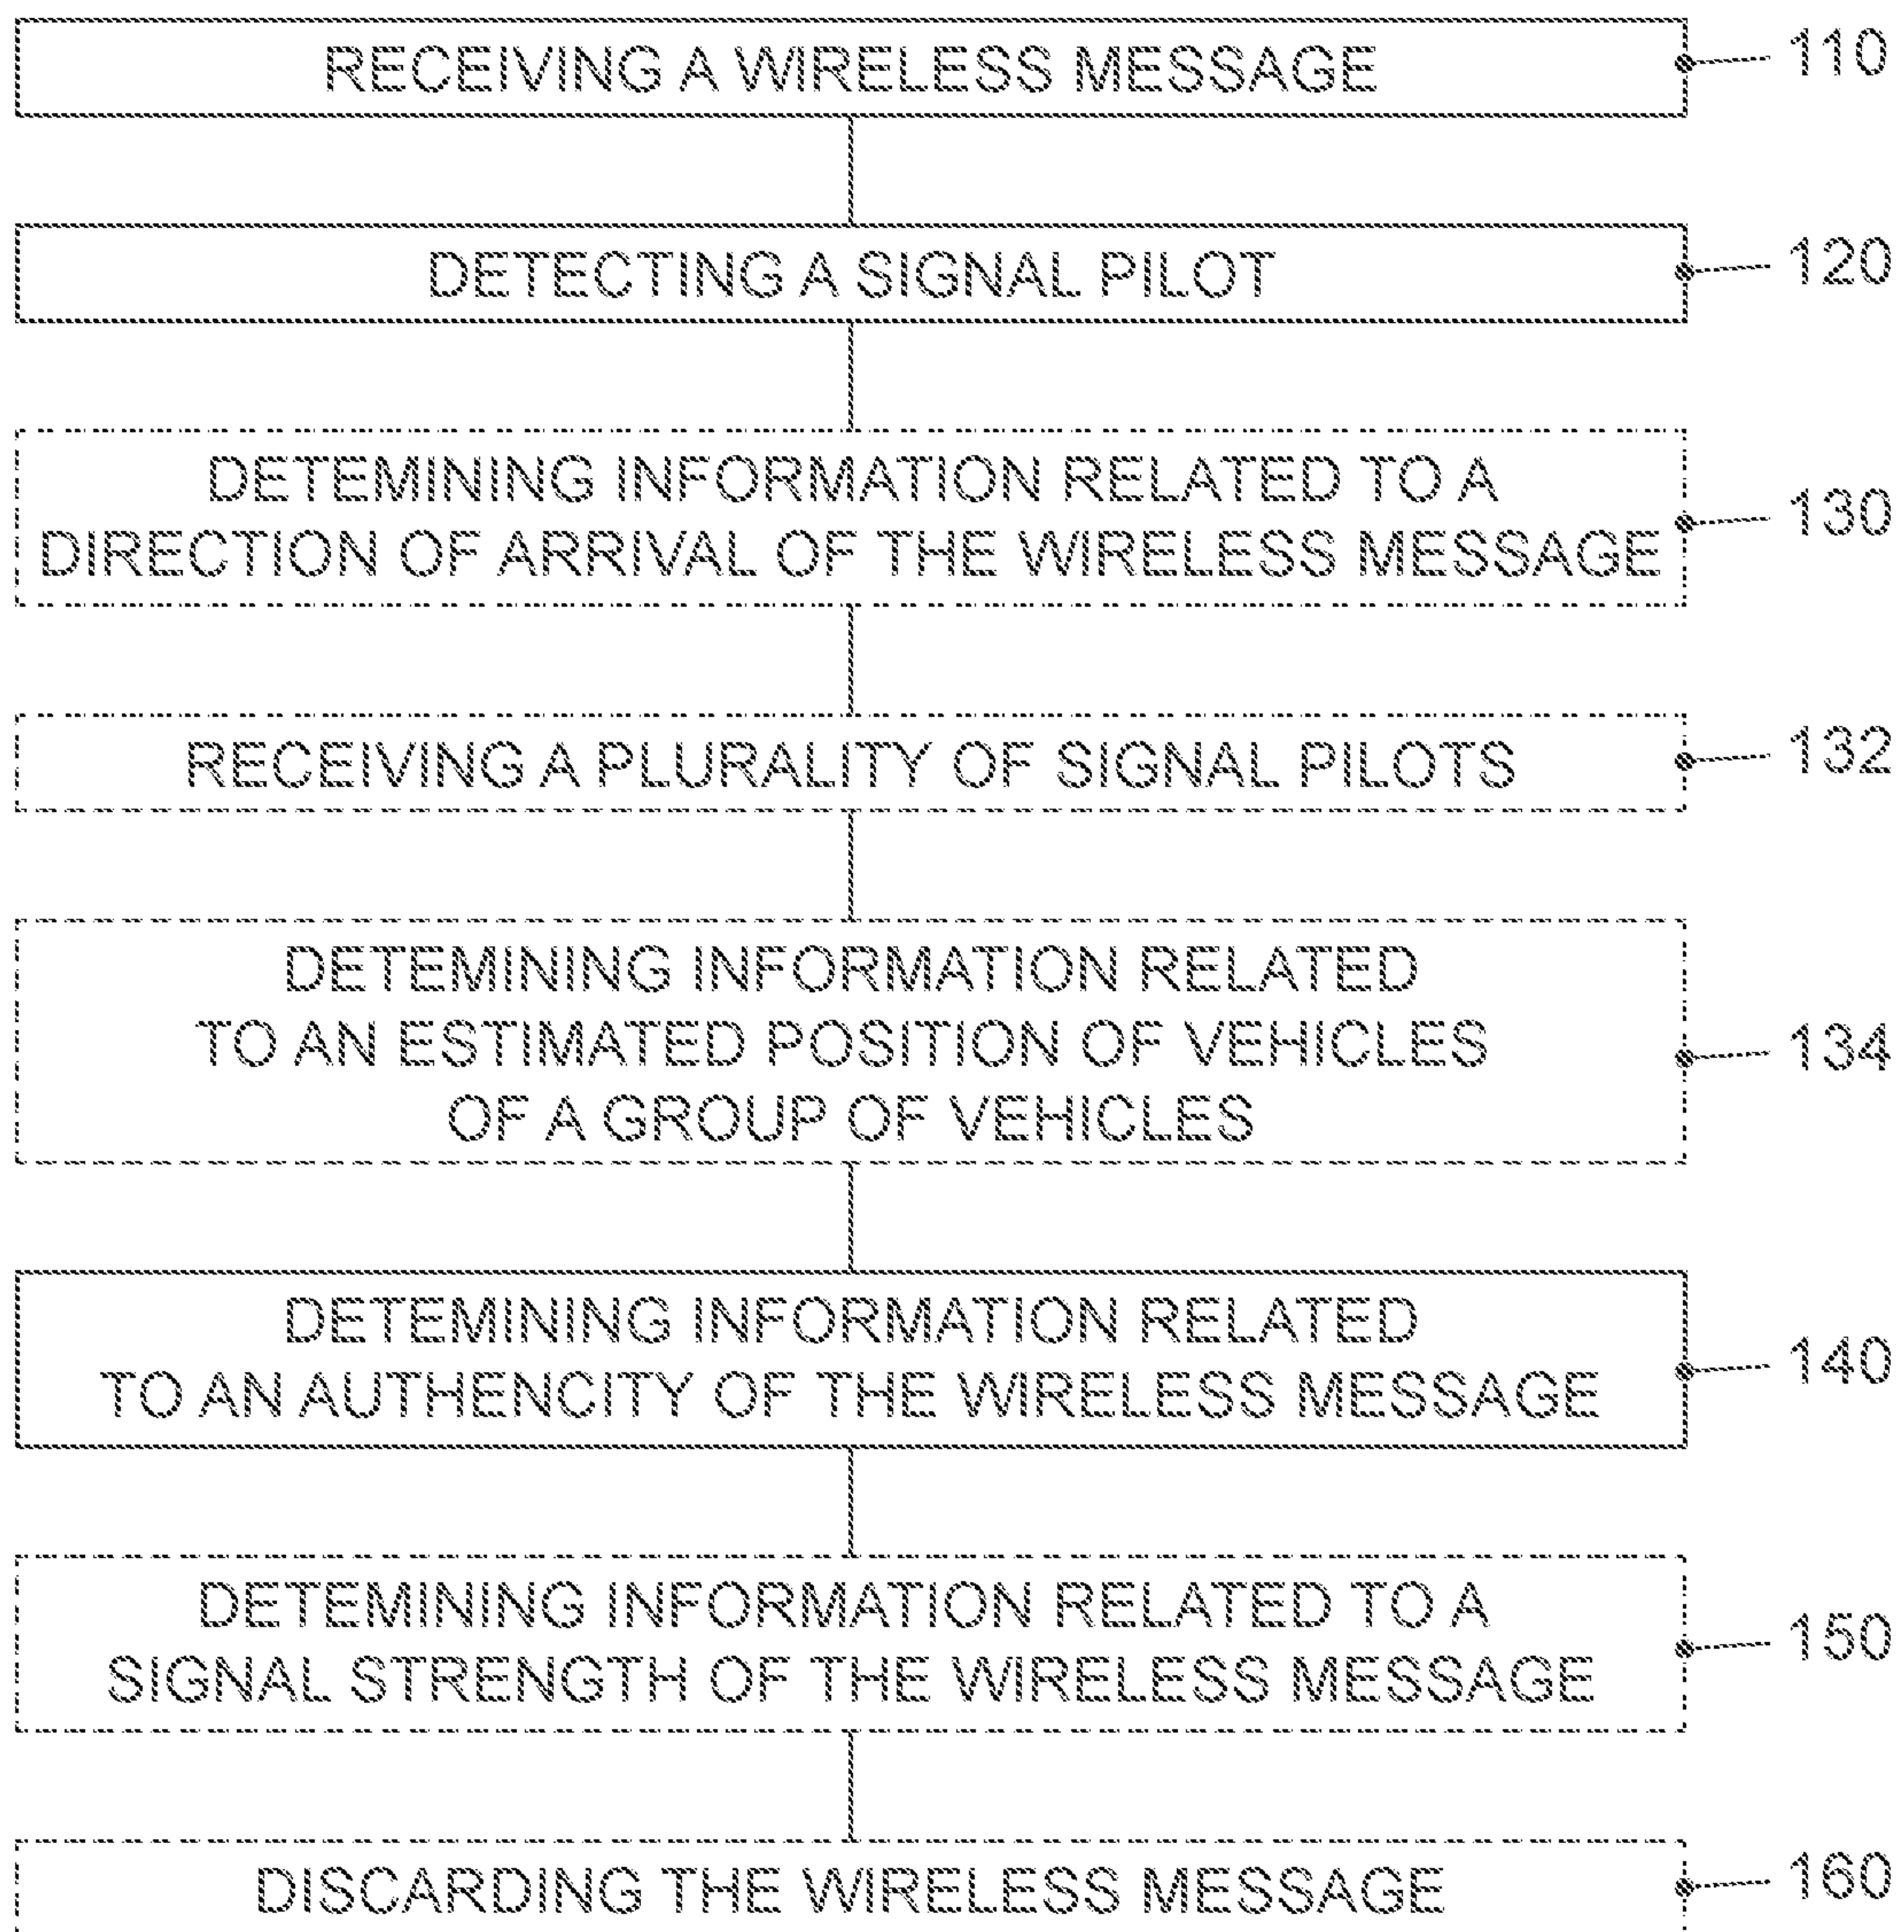 RECEIVING A WIRELESS MESSAGE 110
DETECTING A SIGNAL PILOT 120
DETEMINING INFORMATION RELATED TO A
DIRECTION OF ARRIVAL OF THE WIRELESS MESSAGE
130
RECEIVING A PLURALITY OF SIGNAL PILOTS 132
DETEMINING INFORMATION RELATED
TO AN ESTIMATED POSITION OF VEHICLES
OF A GROUP OF VEHICLES
134
DETEMINING INFORMATION RELATED
TO AN AUTHENCITY OF THE WIRELESS MESSAGE
140
DETEMINING INFORMATION RELATED TO A
SIGNAL STRENGTH OF THE WIRELESS MESSAGE
150
DISCARDING THE WIRELESS MESSAGE 160